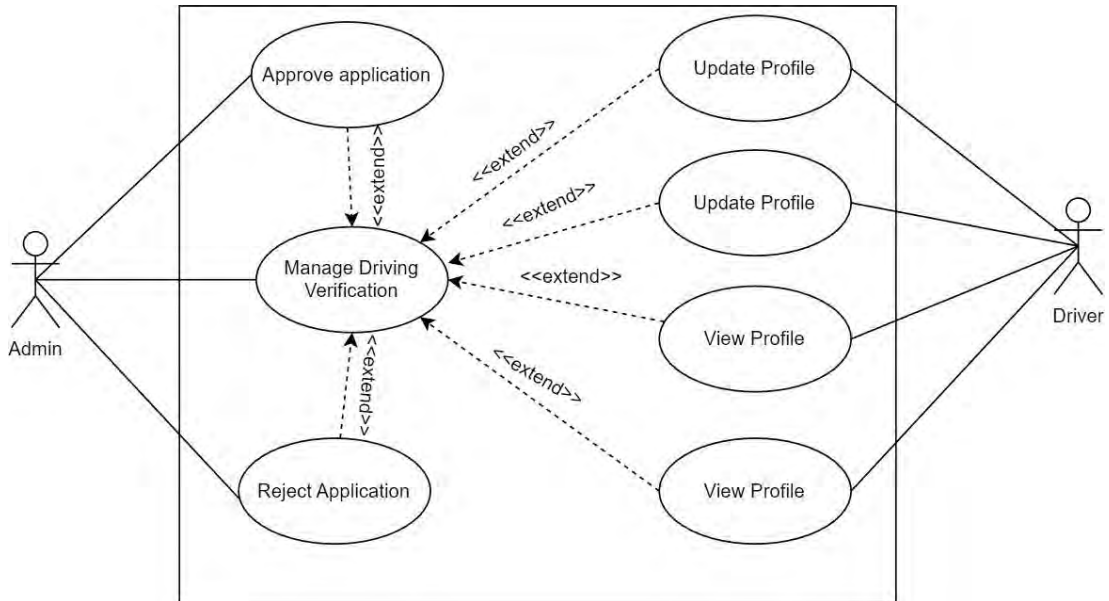 Approve application
Update Profile
<<puextend>>
<<extend>>
Update Profile
<<extend>>
Manage Driving
Verification
<<extend>>
Admin
Driver
View Profile
<<extend>>
<<extend>>
Reject Application
View Profile